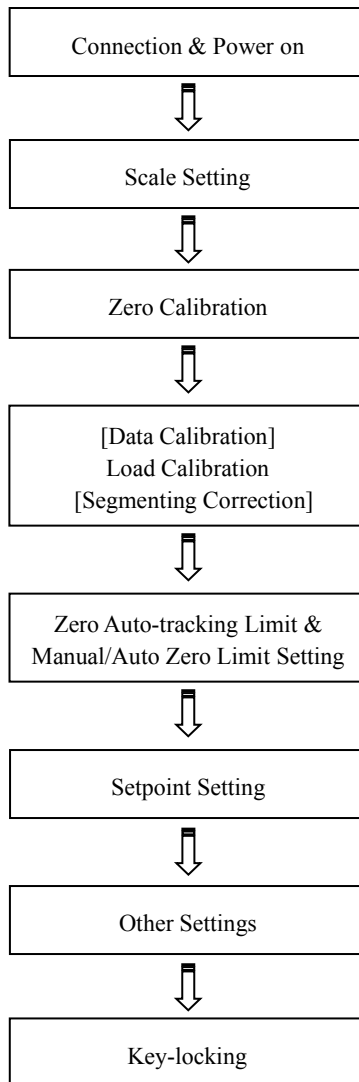 Connection & Power on
Scale Setting
Zero Calibration
[Data Calibration]
Load Calibration
[Segmenting Correction]
Zero Auto-tracking Limit &
Manual/Auto Zero Limit Setting
Setpoint Setting
Other Settings
Key-locking